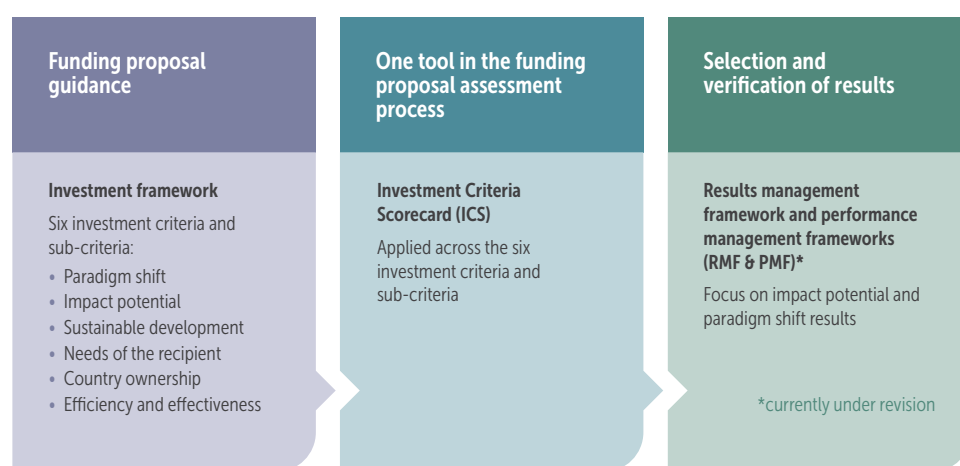 Funding proposal
guidance
Investment framework
Six investment criteria and
sub-criteria:
• Paradigm shift
• Impact potential
• Sustainable development
• Needs of the recipient
• Country ownership
• Efficiency and effectiveness
One tool in the funding
proposal assessment
process
Investment Criteria
Scorecard (ICS)
Applied across the six
investment criteria and
sub-criteria
Selection and
verification of results
Results management
framework and performance
management frameworks
(RMF & PMF)*
Focus on impact potential and
paradigm shift results
*currently under revision